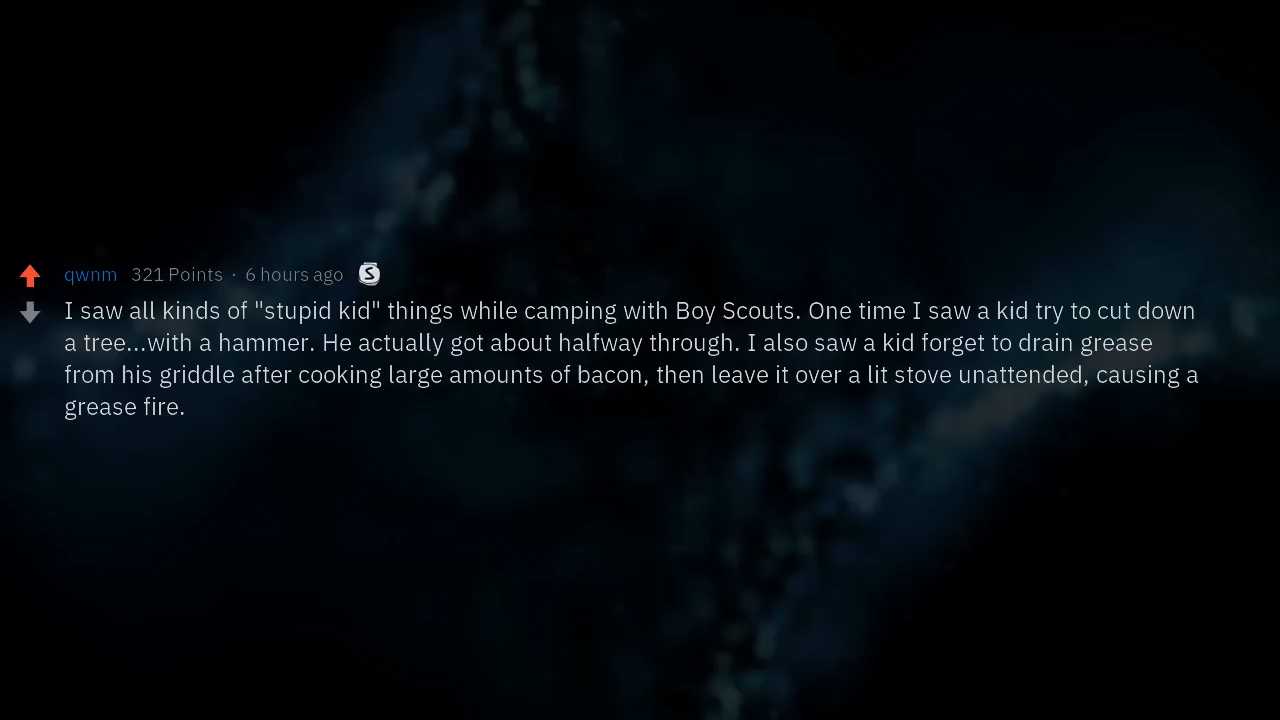 qwnm 321 Points · 6 hours ago S
I saw all kinds of "stupid kid" things while camping with Boy Scouts. One time I saw a kid try to cut down
a tree...with a hammer. He actually got about halfway through. I also saw a kid forget to drain grease
from his griddle after cooking large amounts of bacon, then leave it over a lit stove unattended, causing a
grease fire.